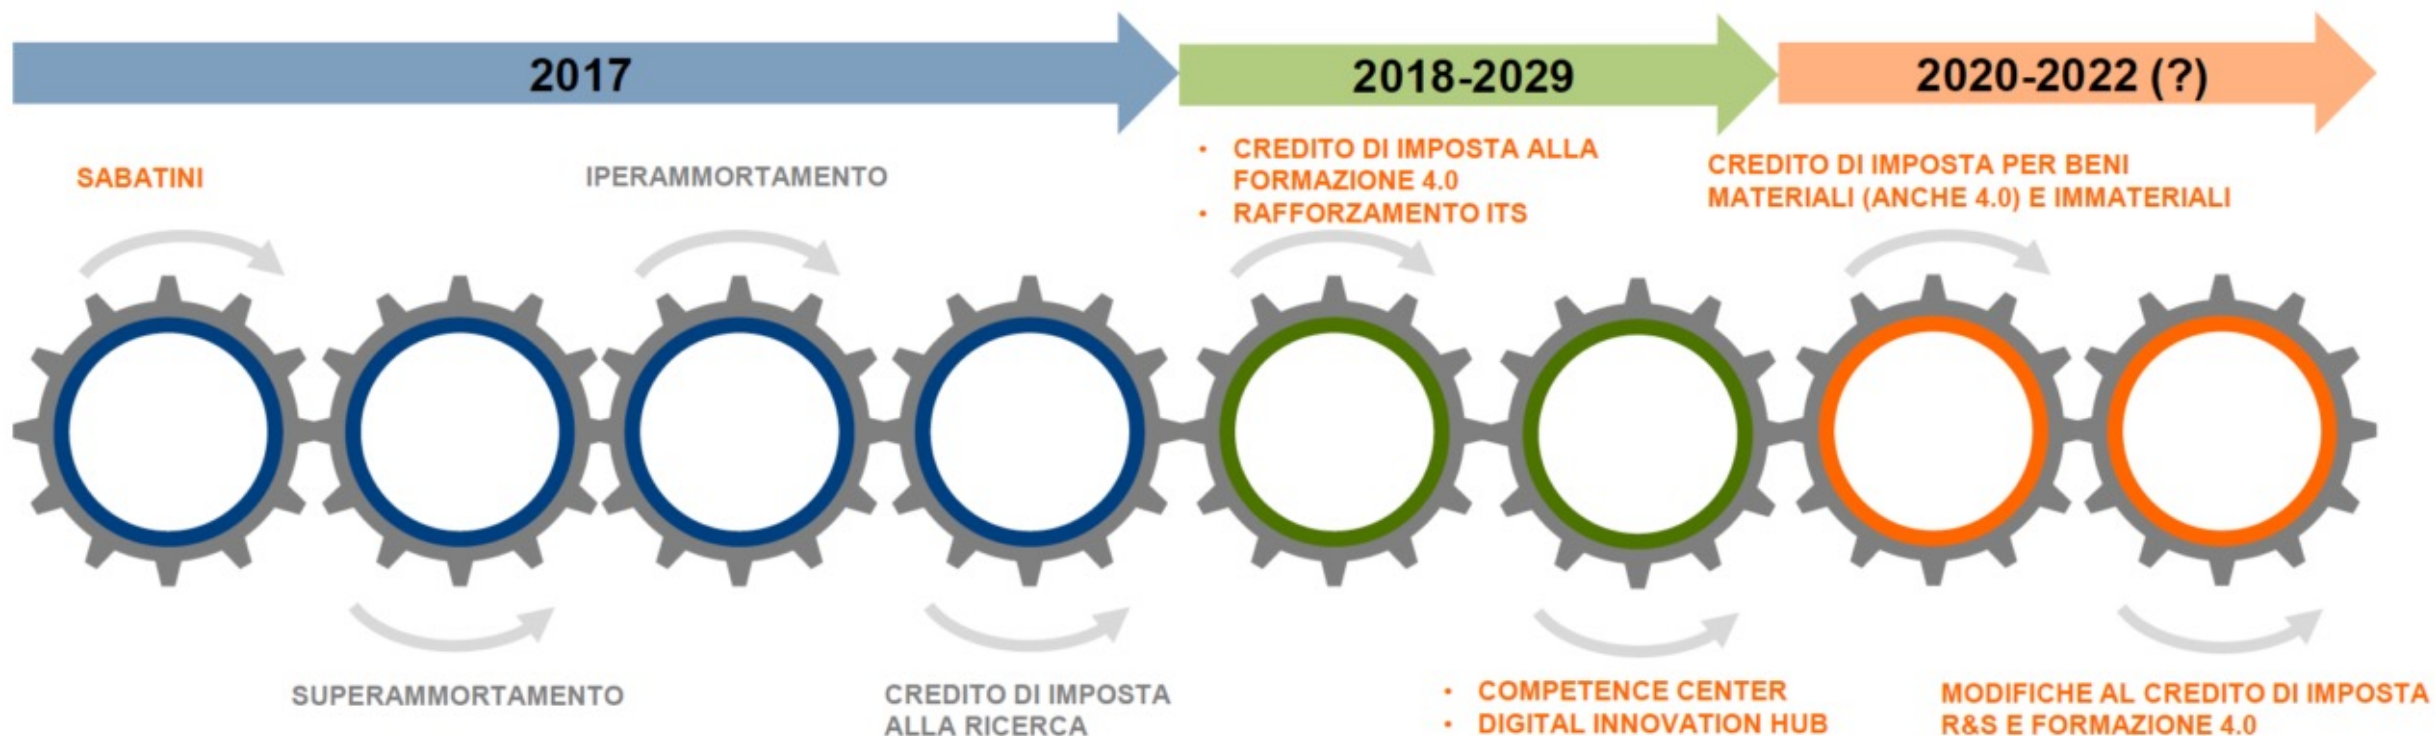 2017
2018-2029
2020-2022 (?)
SABATINI
IPERAMMORTAMENTO
• CREDITO DI IMPOSTA ALLA
FORMAZIONE 4.0
• RAFFORZAMENTO ITS
CREDITO DI IMPOSTA PER BENI
MATERIALI (ANCHE 4.0) E IMMATERIALI
SUPERAMMORTAMENTO
CREDITO DI IMPOSTA
ALLA RICERCA
• COMPETENCE CENTER
• DIGITAL INNOVATION HUB
MODIFICHE AL CREDITO DI IMPOSTA
R&S E FORMAZIONE 4.0